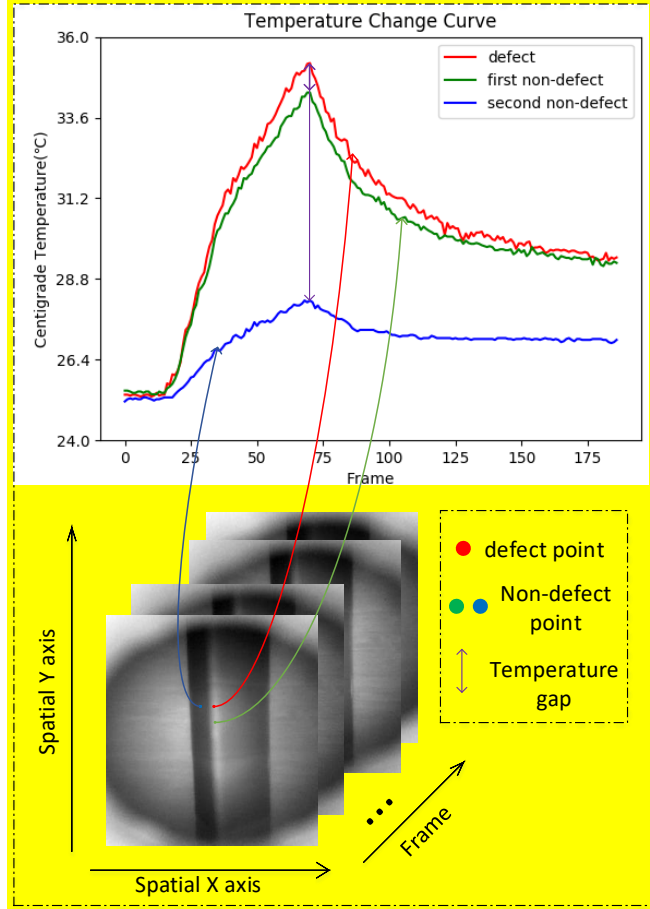 Temperature Change Curve
36.0
33.6
31.2
28.8
26.4
24.0
Centigrade Temperature(℃)
defect
first non-defect
second non-defect
0 25 50 75 100 125 150 175
Frame
Spatial Y axis
Spatial X axis
Frame
defect point
Non-defect
point
Temperature
gap